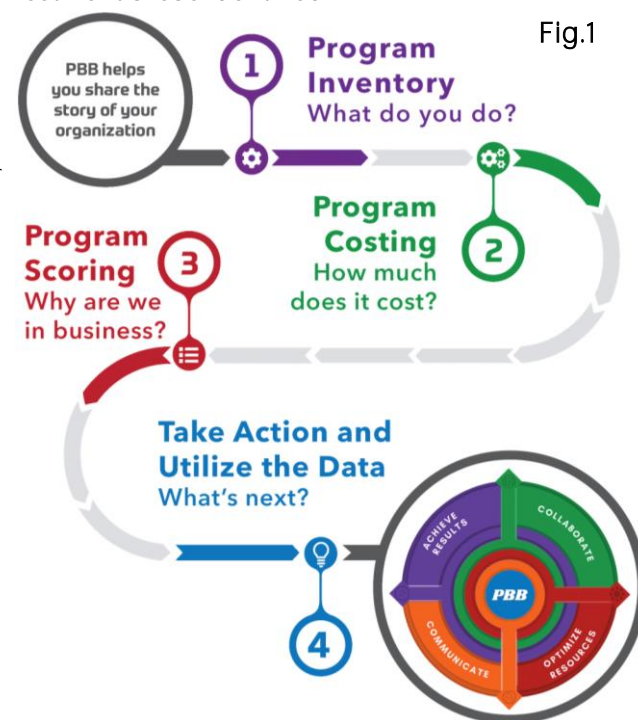 Fig.1
PBB helps
you share the
story of your
organization
1
Program
Inventory
What do you do?
Program
Costing
How much
does it cost?
2
Program
Scoring
Why are we
in business?
3
Take Action and
Utilize the Data
What's next?
4
ACHIEVE
RESULTS
COLLABORATE
PBB
COMMUNICATE
OPTIMIZE
RESOURCES